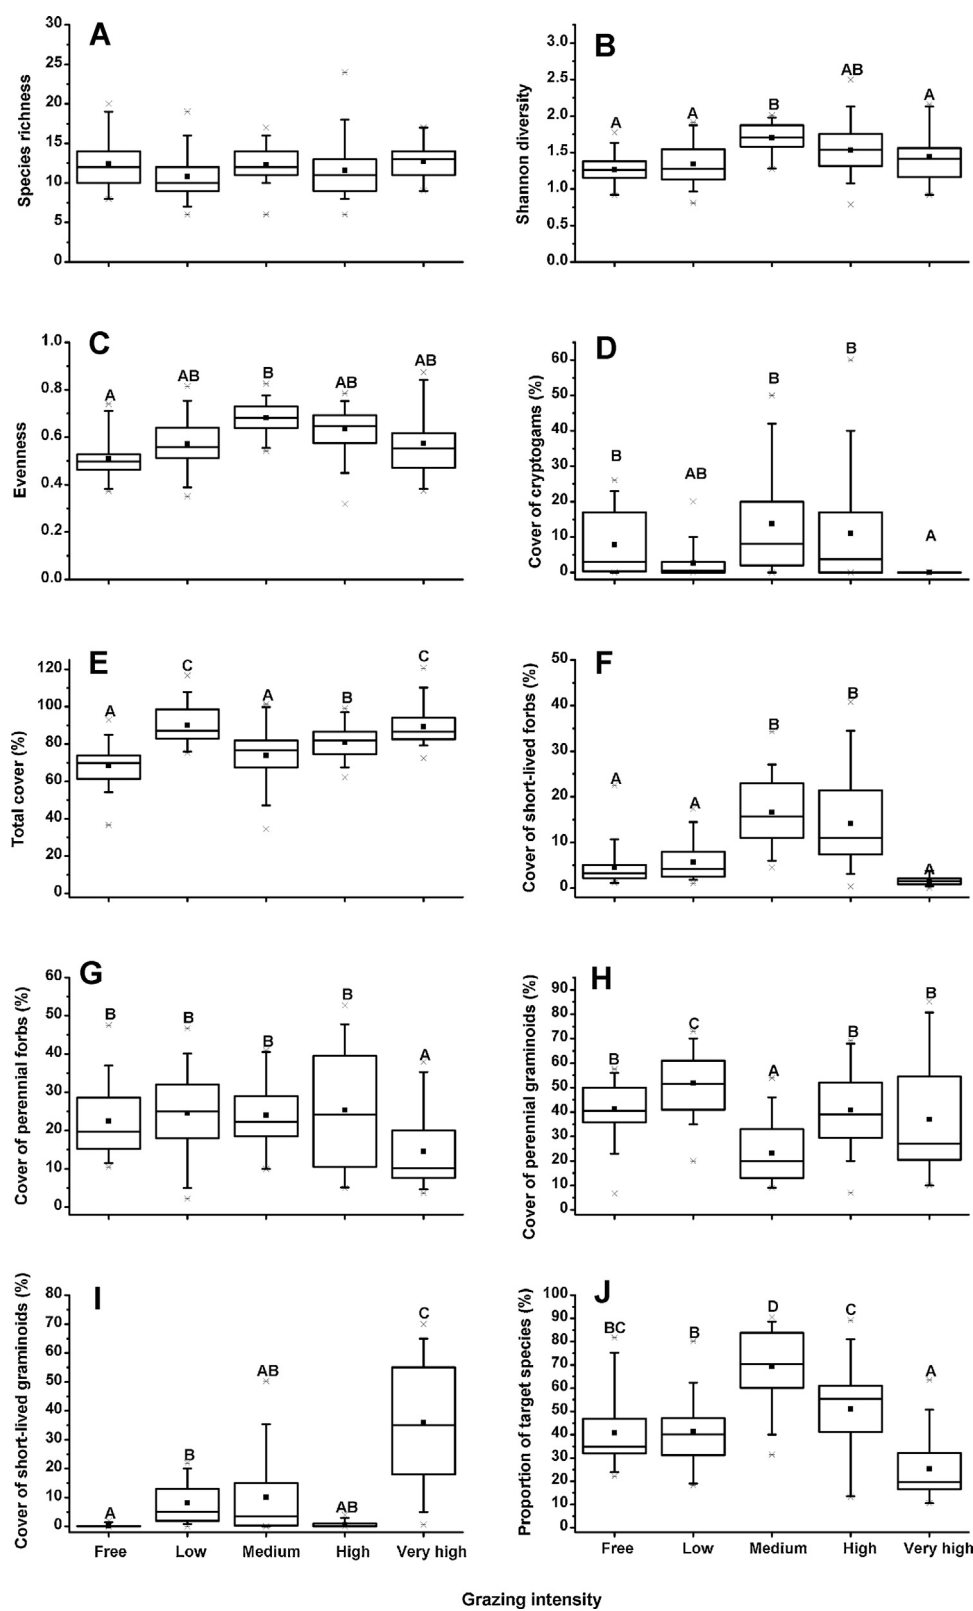 A
Species richness
30
25
20
15
10
5
0
B
Shannon diversity
3.0
2.5
2.0
1.5
1.0
0.5
0.0
A A B AB A
C
Evenness
1.0
0.8
0.6
0.4
0.2
0.0
A AB B AB AB
D
Cover of cryptogams (%)
60
50
40
30
20
10
0
B AB B B A
E
Total cover (%)
120
100
80
60
40
20
0
A C A B C
F
Cover of short-lived forbs (%)
50
40
30
20
10
0
A A B B A
G
Cover of perennial forbs (%)
60
50
40
30
20
10
0
B B B B A
H
Cover of perennial graminoids (%)
90
80
70
60
50
40
30
20
10
0
B C A B B
I
Cover of short-lived graminoids (%)
80
70
60
50
40
30
20
10
0
A B AB AB C
Free Low Medium High Very high
J
Proportion of target species (%)
100
90
80
70
60
50
40
30
20
10
0
BC B D C A
Free Low Medium High Very high
Grazing intensity